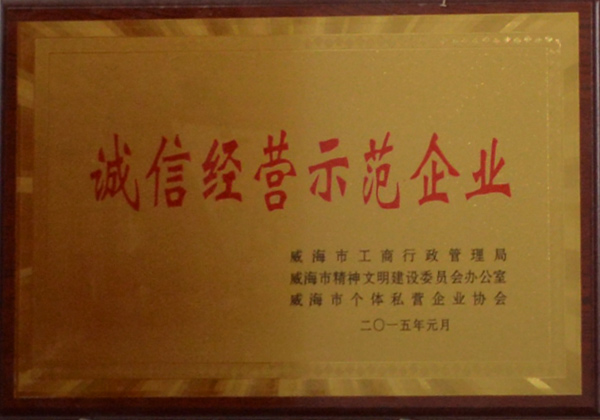 诚信经营示范企业
威海市工商行政管理局
威海市精神文明建设委员会办公室
威海市个体私营企业协会
二〇一五年元月